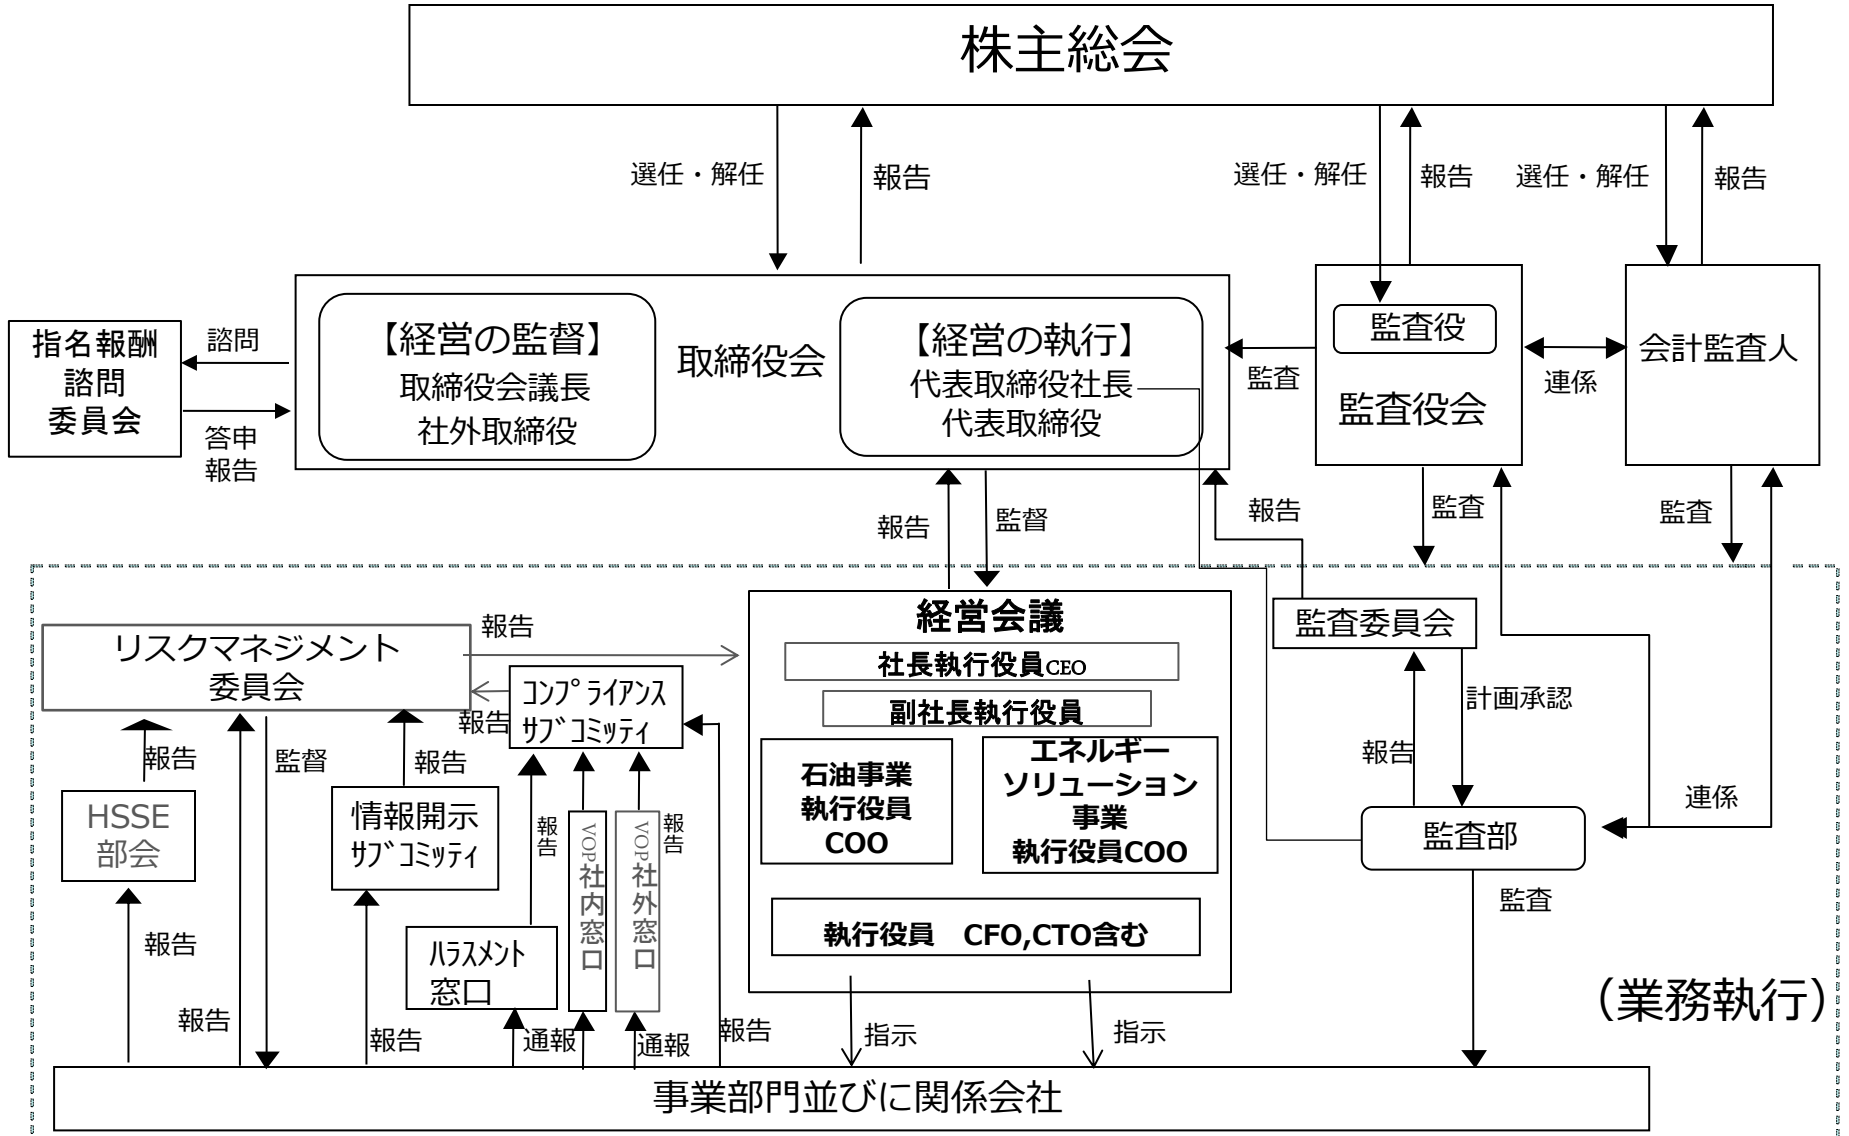 株主総会
選任・解任
報告
選任・解任
報告
選任・解任
報告
指名報酬
諮問
委員会
諮問
答申
報告
【経営の監督】
取締役会議長
社外取締役
取締役会
【経営の執行】
代表取締役社長
代表取締役
監査
監査役
監査役会
連係
会計監査人
報告
監督
報告
監査
監査
リスクマネジメント
委員会
報告
報告
コンプライアンス
サブコミッティ
経営会議
社長執行役員CEO
副社長執行役員
石油事業
執行役員
COO
エネルギー
ソリューション
事業
執行役員COO
執行役員　CFO,CTO含む
監査委員会
計画承認
報告
連係
監査部
監査
報告
監督
報告
HSSE
部会
情報開示
サブコミッティ
報告
VOP社内窓口
VOP社外窓口
報告
ハラスメント
窓口
報告
報告
報告
通報
通報
報告
指示
指示
（業務執行）
事業部門並びに関係会社